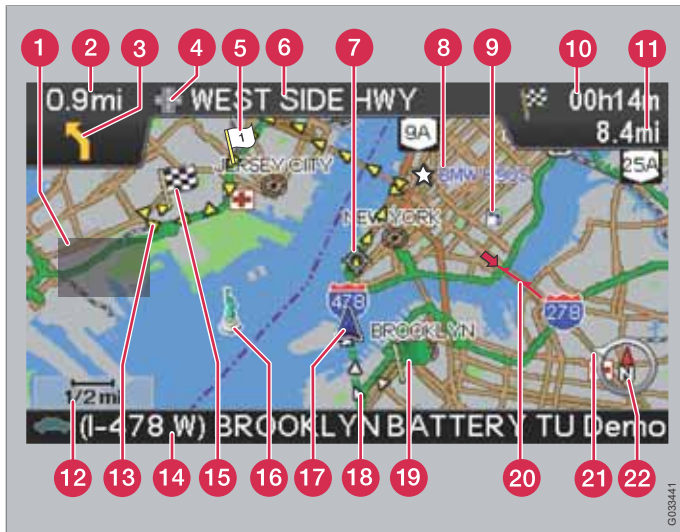 1 2 3 4 5 6 7 8 9 10 11
0.9mi WEST SIDE HWY 00h14m
8.4mi
1
9A
25A
JERSEY CITY
NEW YORK
478
278
BROOKLYN
N
1/2 mi
(I-478 W) BROOKLYN BATTERY TU Demo
12 13 14 15 16 17 18 19 20 21 22
G033441